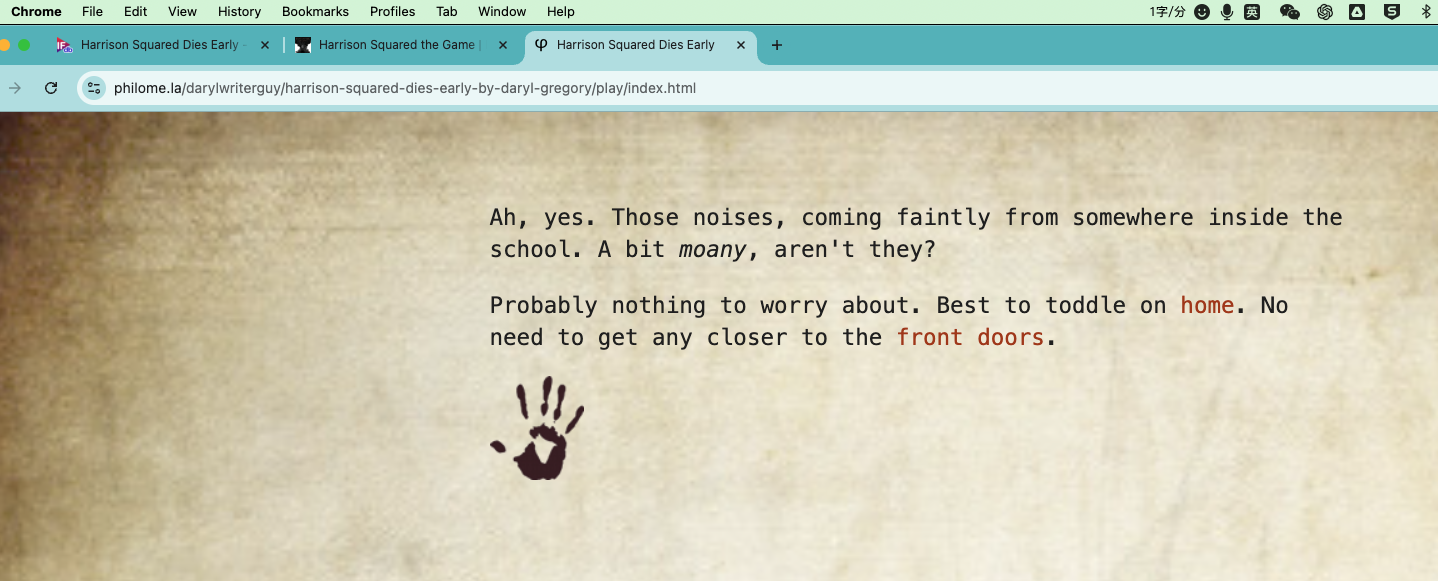 Chrome File Edit View History Bookmarks Profiles Tab Window Help 1字/分 英
Harrison Squared Dies Early - Harrison Squared the Game | Harrison Squared Dies Early
philome.la/darylwriterguy/harrison-squared-dies-early-by-daryl-gregory/play/index.html
Ah, yes. Those noises, coming faintly from somewhere inside the
school. A bit moany, aren't they?
Probably nothing to worry about. Best to toddle on home. No
need to get any closer to the front doors.